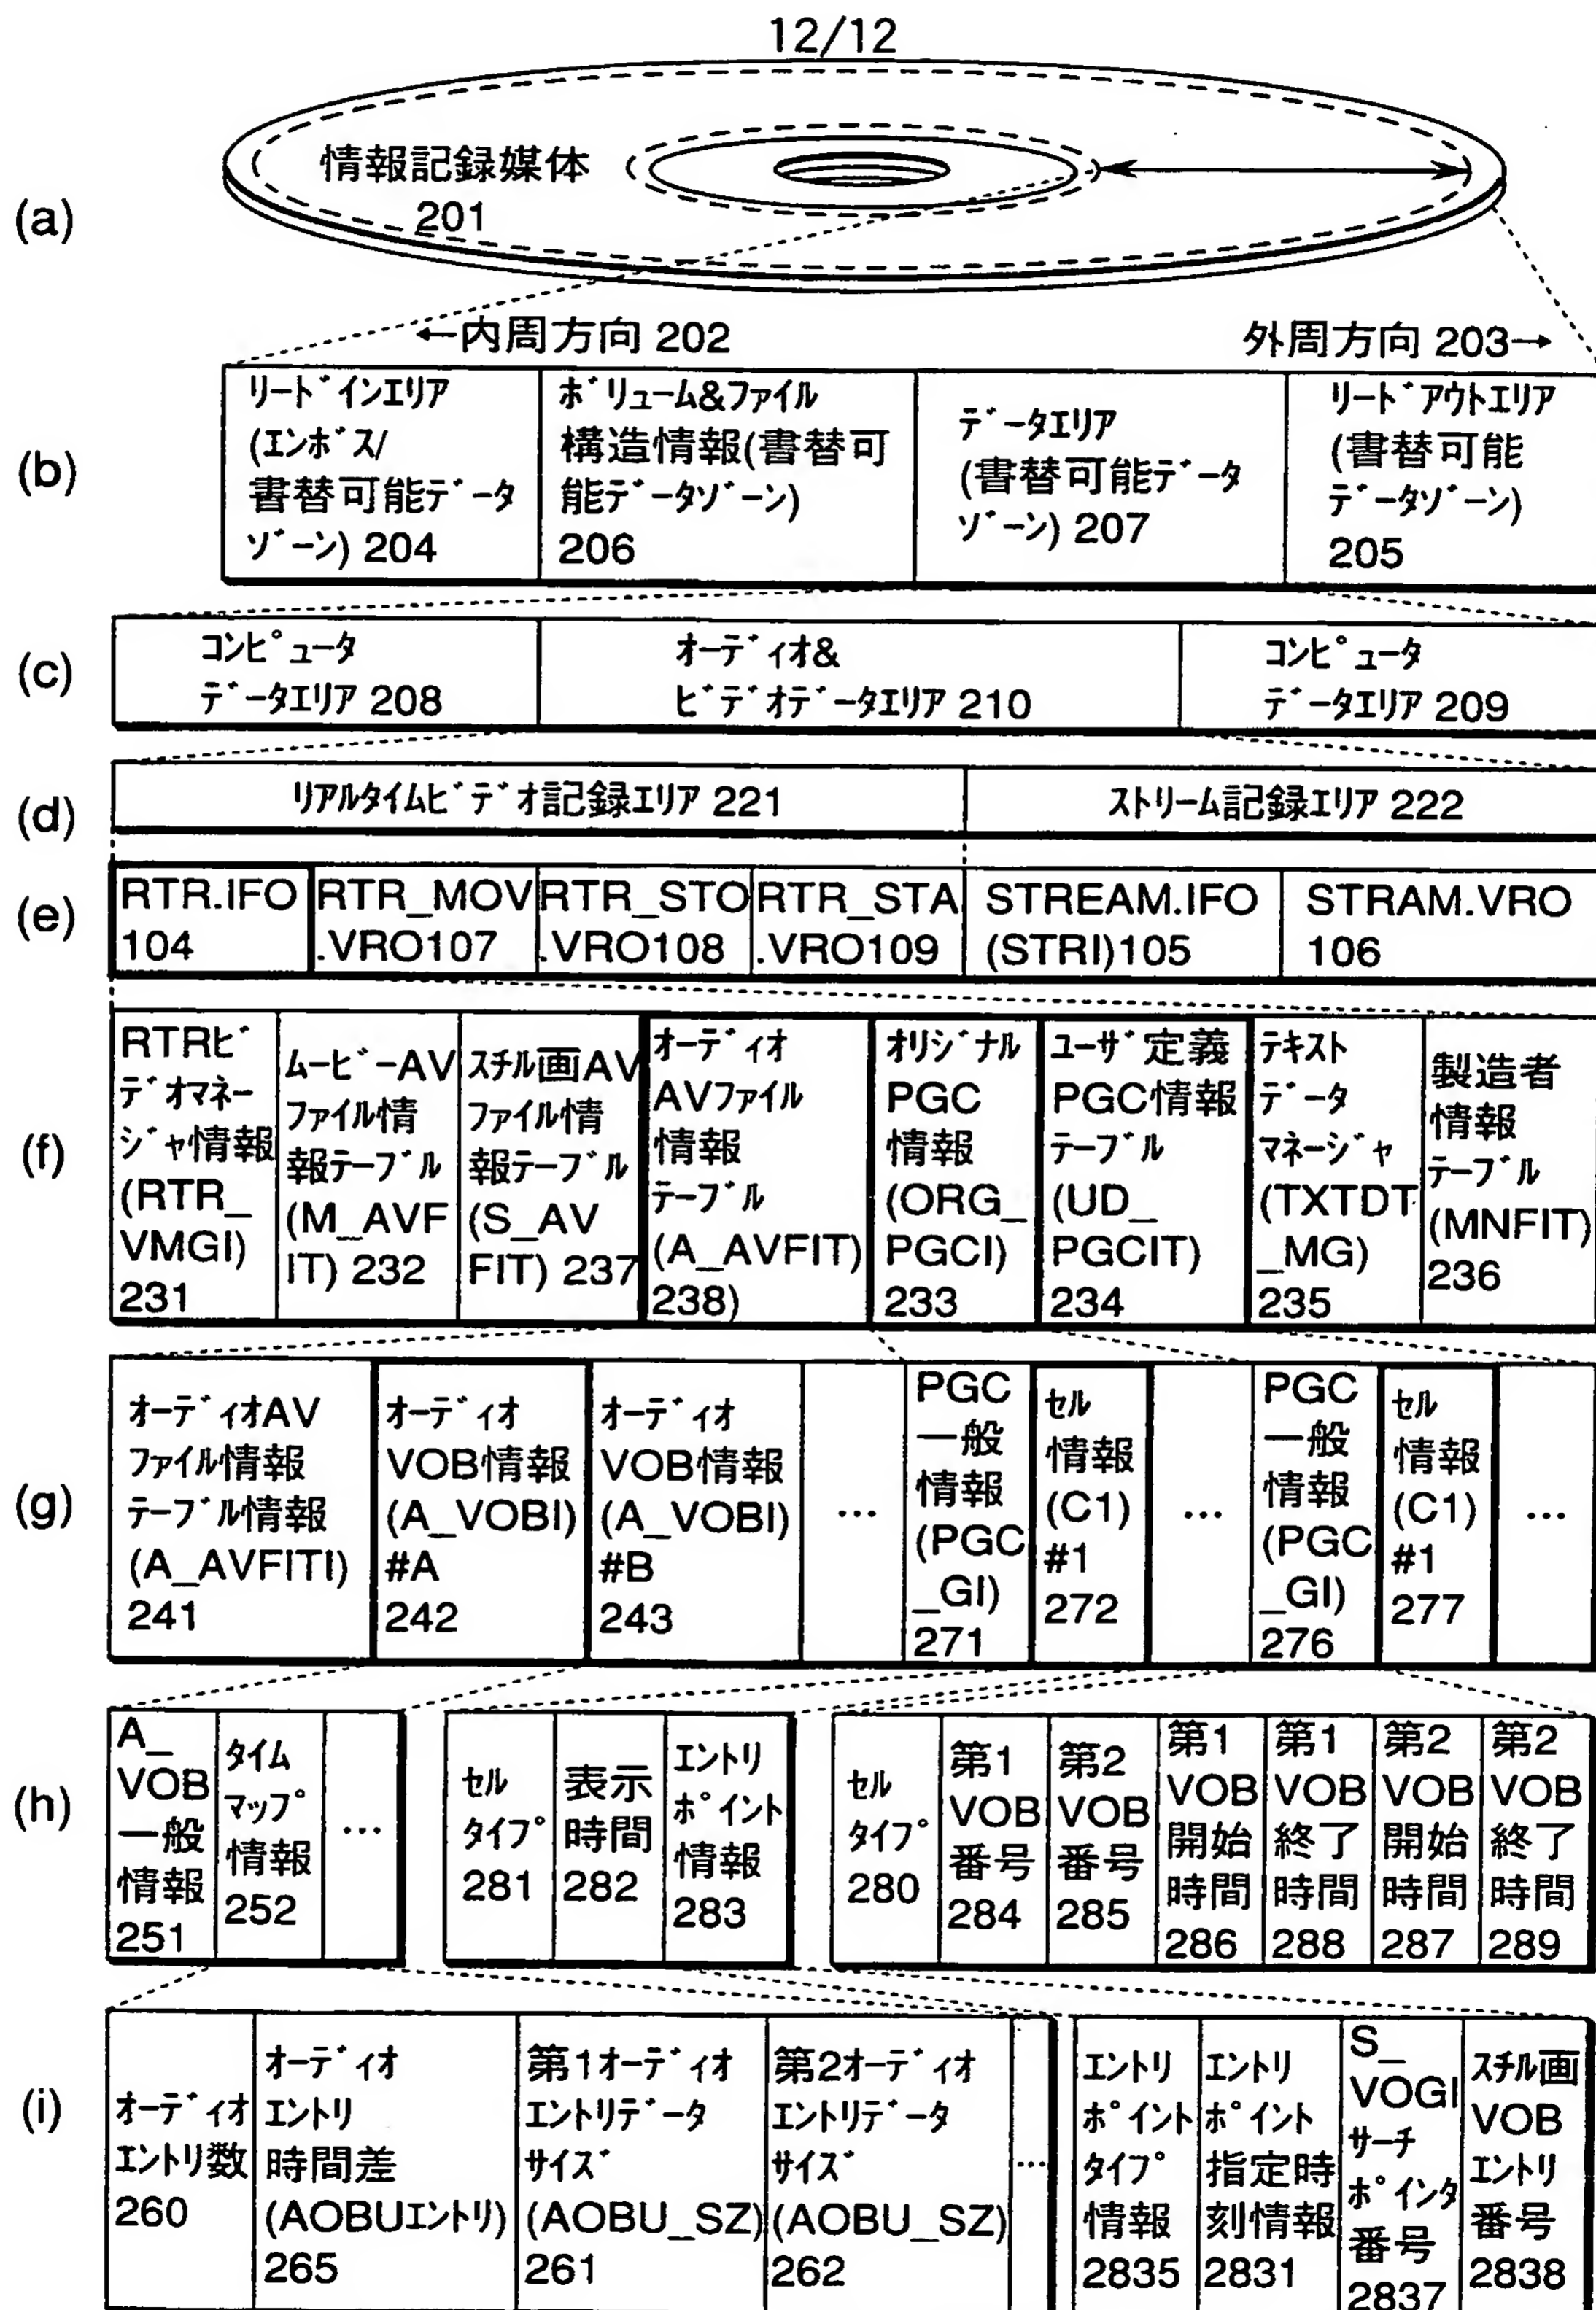 12/12
(a)
情報記録媒体
201
←内周方向 202
外周方向 203→
(b)
リードインエリア
(エンボス/
書替可能データ
ゾーン) 204
ボリューム&ファイル
構造情報(書替可
能データゾーン)
206
データエリア
(書替可能データ
ゾーン) 207
リードアウトエリア
(書替可能
データゾーン)
205
(c)
コンピュータ
データエリア 208
オーディオ&
ビデオデータエリア 210
コンピュータ
データエリア 209
(d)
リアルタイムビデオ記録エリア 221
ストリーム記録エリア 222
(e)
RTR.IFO
104
RTR_MOV
.VRO107
RTR_STO
.VRO108
RTR_STA
.VRO109
STREAM.IFO
(STRI)105
STRAM.VRO
106
(f)
RTRビ
デオマネー
ジャ情報
(RTR_
VMGI)
231
ムービーAV
ファイル情
報テーブル
(M_AVF
IT) 232
スチル画AV
ファイル情
報テーブル
(S_AV
FIT) 237
オーディオ
AVファイル
情報
テーブル
(A_AVFIT)
238)
オリジナル
PGC
情報
(ORG_
PGCI)
233
ユーザ定義
PGC情報
テーブル
(UD_
PGCIT)
234
テキスト
データ
マネージャ
(TXTDT
_MG)
235
製造者
情報
テーブル
(MNFIT)
236
(g)
オーディオAV
ファイル情報
テーブル情報
(A_AVFITI)
241
オーディオ
VOB情報
(A_VOBI)
#A
242
オーディオ
VOB情報
(A_VOBI)
#B
243
…
PGC
一般
情報
(PGC
_GI)
271
セル
情報
(C1)
#1
272
…
PGC
一般
情報
(PGC
_GI)
276
セル
情報
(C1)
#1
277
…
(h)
A_
VOB
一般
情報
251
タイム
マップ
情報
252
…
セル
タイプ
281
表示
時間
282
エントリ
ポイント
情報
283
セル
タイプ
280
第1
VOB
番号
284
第2
VOB
番号
285
第1
VOB
開始
時間
286
第1
VOB
終了
時間
288
第2
VOB
開始
時間
287
第2
VOB
終了
時間
289
(i)
オーディオ
エントリ数
260
オーディオ
エントリ
時間差
(AOBUエントリ)
265
第1オーディオ
エントリデータ
サイズ
(AOBU_SZ)
261
第2オーディオ
エントリデータ
サイズ
(AOBU_SZ)
262
…
エントリ
ポイント
タイプ
情報
2835
エントリ
ポイント
指定時
刻情報
2831
S_
VOGI
サーチ
ポインタ
番号
2837
スチル画
VOB
エントリ
番号
2838